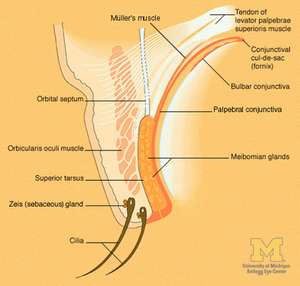 Müller's muscle
Tendon of
levator palpebrae
superioris muscle
Conjunctival
cul-de-sac
(fornix)
Bulbar conjunctiva
Orbital septum
Palpebral conjunctiva
Orbicularis oculi muscle
Meibomian glands
Superior tarsus
Zeis (sebaceous) gland
Cilia
M
University of Michigan
Kellogg Eye Center